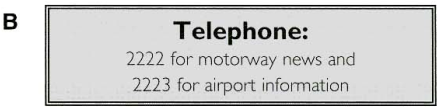 B
Telephone:
2222 for motorway news and
2223 for airport information